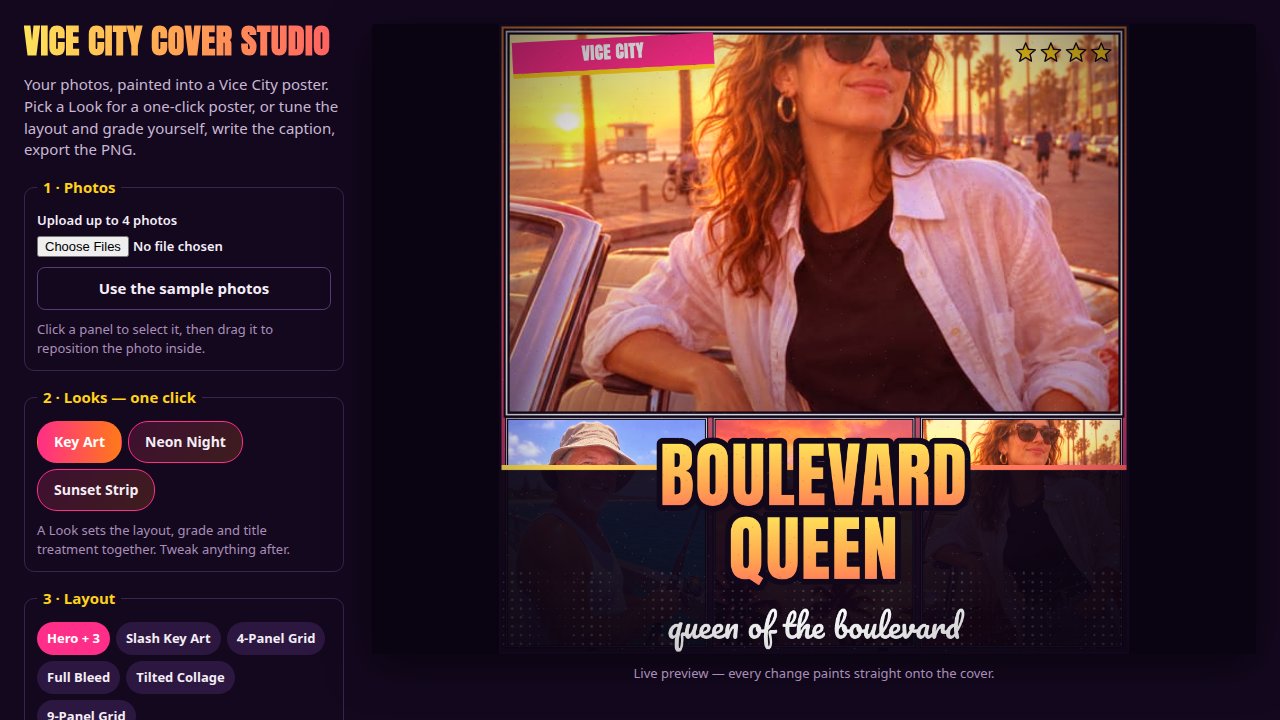 VICE CITY COVER STUDIO
Your photos, painted into a Vice City poster.
Pick a Look for a one-click poster, or tune the
layout and grade yourself, write the caption,
export the PNG.
1 · Photos
Upload up to 4 photos
Choose Files No file chosen
Use the sample photos
Click a panel to select it, then drag it to
reposition the photo inside.
2 · Looks — one click
Key Art
Neon Night
Sunset Strip
A Look sets the layout, grade and title
treatment together. Tweak anything after.
3 · Layout
Hero + 3
Slash Key Art
4-Panel Grid
Full Bleed
Tilted Collage
9-Panel Grid
VICE CITY
BOULEVARD
QUEEN
queen of the boulevard
Live preview — every change paints straight onto the cover.